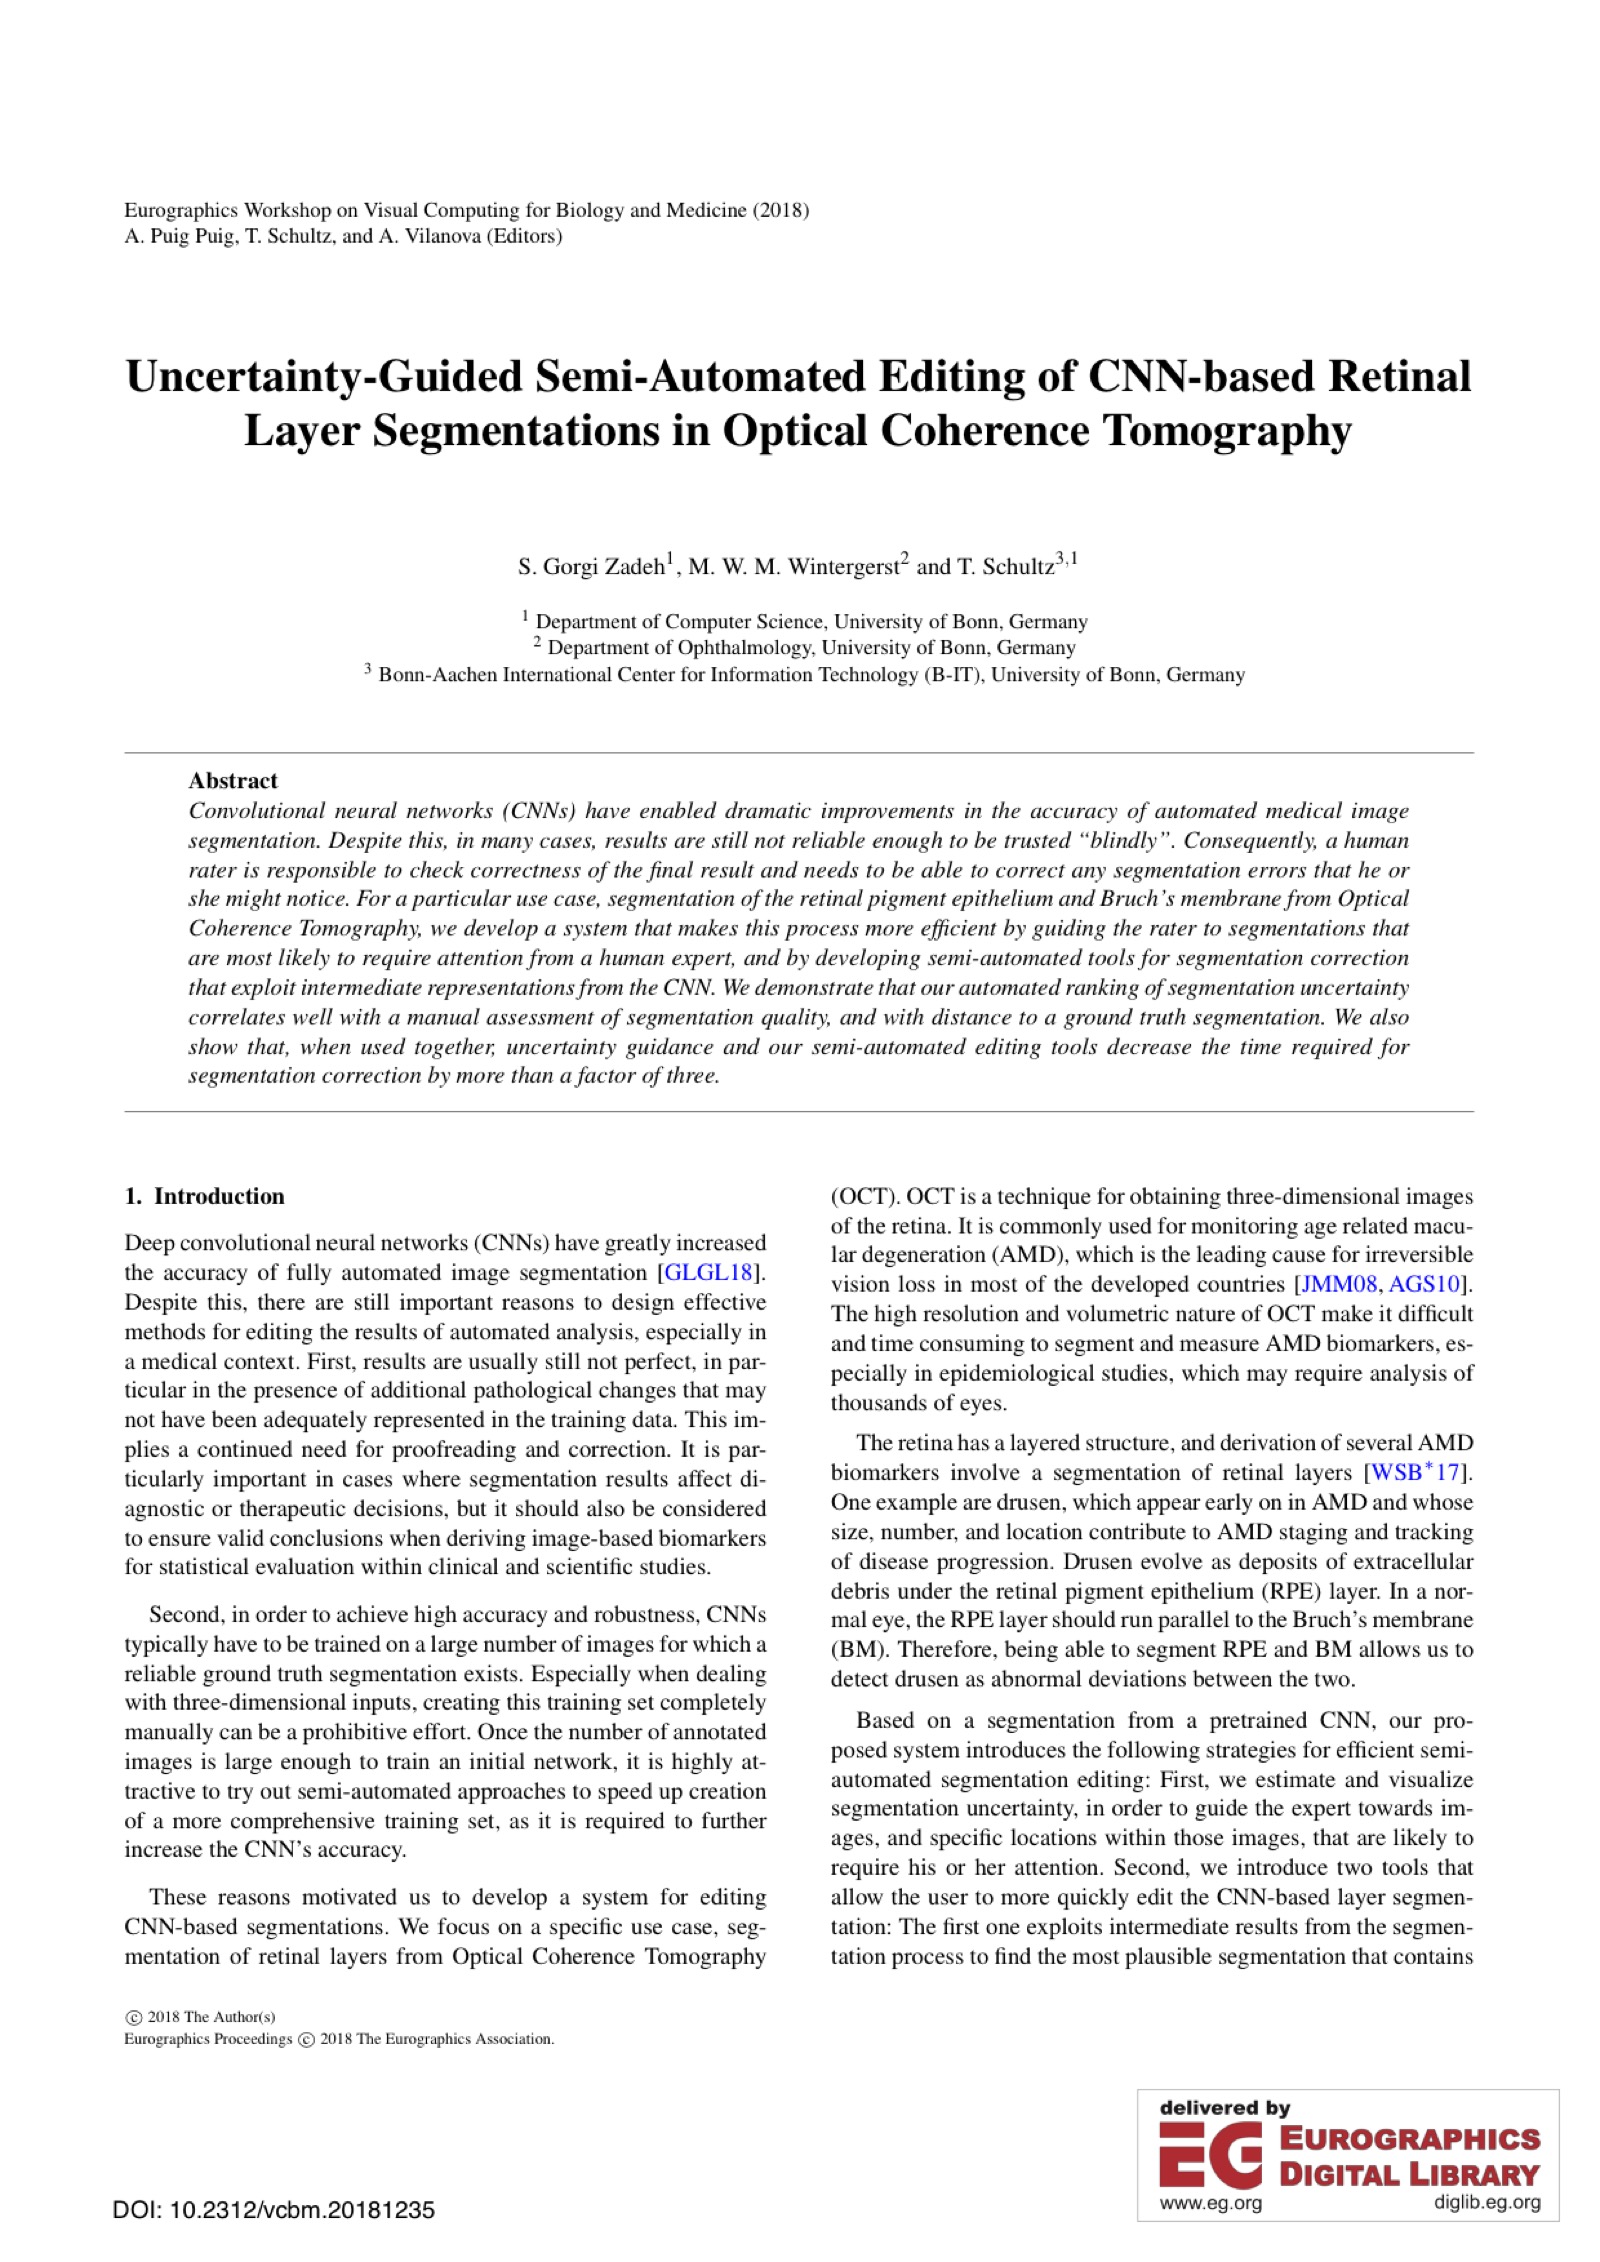 Eurographics Workshop on Visual Computing for Biology and Medicine (2018)
A. Puig Puig, T. Schultz, and A. Vilanova (Editors)
Uncertainty-Guided Semi-Automated Editing of CNN-based Retinal
Layer Segmentations in Optical Coherence Tomography
S. Gorgi Zadeh1, M. W. M. Wintergerst2 and T. Schultz3,1
1 Department of Computer Science, University of Bonn, Germany
2 Department of Ophthalmology, University of Bonn, Germany
3 Bonn-Aachen International Center for Information Technology (B-IT), University of Bonn, Germany
Abstract
Convolutional neural networks (CNNs) have enabled dramatic improvements in the accuracy of automated medical image
segmentation. Despite this, in many cases, results are still not reliable enough to be trusted “blindly”. Consequently, a human
rater is responsible to check correctness of the final result and needs to be able to correct any segmentation errors that he or
she might notice. For a particular use case, segmentation of the retinal pigment epithelium and Bruch’s membrane from Optical
Coherence Tomography, we develop a system that makes this process more efficient by guiding the rater to segmentations that
are most likely to require attention from a human expert, and by developing semi-automated tools for segmentation correction
that exploit intermediate representations from the CNN. We demonstrate that our automated ranking of segmentation uncertainty
correlates well with a manual assessment of segmentation quality, and with distance to a ground truth segmentation. We also
show that, when used together, uncertainty guidance and our semi-automated editing tools decrease the time required for
segmentation correction by more than a factor of three.
1. Introduction
Deep convolutional neural networks (CNNs) have greatly increased
the accuracy of fully automated image segmentation [GLGL18].
Despite this, there are still important reasons to design effective
methods for editing the results of automated analysis, especially in
a medical context. First, results are usually still not perfect, in par-
ticular in the presence of additional pathological changes that may
not have been adequately represented in the training data. This im-
plies a continued need for proofreading and correction. It is par-
ticularly important in cases where segmentation results affect di-
agnostic or therapeutic decisions, but it should also be considered
to ensure valid conclusions when deriving image-based biomarkers
for statistical evaluation within clinical and scientific studies.
Second, in order to achieve high accuracy and robustness, CNNs
typically have to be trained on a large number of images for which a
reliable ground truth segmentation exists. Especially when dealing
with three-dimensional inputs, creating this training set completely
manually can be a prohibitive effort. Once the number of annotated
images is large enough to train an initial network, it is highly at-
tractive to try out semi-automated approaches to speed up creation
of a more comprehensive training set, as it is required to further
increase the CNN’s accuracy.
These reasons motivated us to develop a system for editing
CNN-based segmentations. We focus on a specific use case, seg-
mentation of retinal layers from Optical Coherence Tomography
(OCT). OCT is a technique for obtaining three-dimensional images
of the retina. It is commonly used for monitoring age related macu-
lar degeneration (AMD), which is the leading cause for irreversible
vision loss in most of the developed countries [JMM08, AGS10].
The high resolution and volumetric nature of OCT make it difficult
and time consuming to segment and measure AMD biomarkers, es-
pecially in epidemiological studies, which may require analysis of
thousands of eyes.
The retina has a layered structure, and derivation of several AMD
biomarkers involve a segmentation of retinal layers [WSB*17].
One example are drusen, which appear early on in AMD and whose
size, number, and location contribute to AMD staging and tracking
of disease progression. Drusen evolve as deposits of extracellular
debris under the retinal pigment epithelium (RPE) layer. In a nor-
mal eye, the RPE layer should run parallel to the Bruch’s membrane
(BM). Therefore, being able to segment RPE and BM allows us to
detect drusen as abnormal deviations between the two.
Based on a segmentation from a pretrained CNN, our pro-
posed system introduces the following strategies for efficient semi-
automated segmentation editing: First, we estimate and visualize
segmentation uncertainty, in order to guide the expert towards im-
ages, and specific locations within those images, that are likely to
require his or her attention. Second, we introduce two tools that
allow the user to more quickly edit the CNN-based layer segmen-
tation: The first one exploits intermediate results from the segmen-
tation process to find the most plausible segmentation that contains
© 2018 The Author(s)
Eurographics Proceedings © 2018 The Eurographics Association.
DOI: 10.2312/vcbm.20181235
delivered by
EG EUROGRAPHICS
DIGITAL LIBRARY
www.eg.org diglib.eg.org